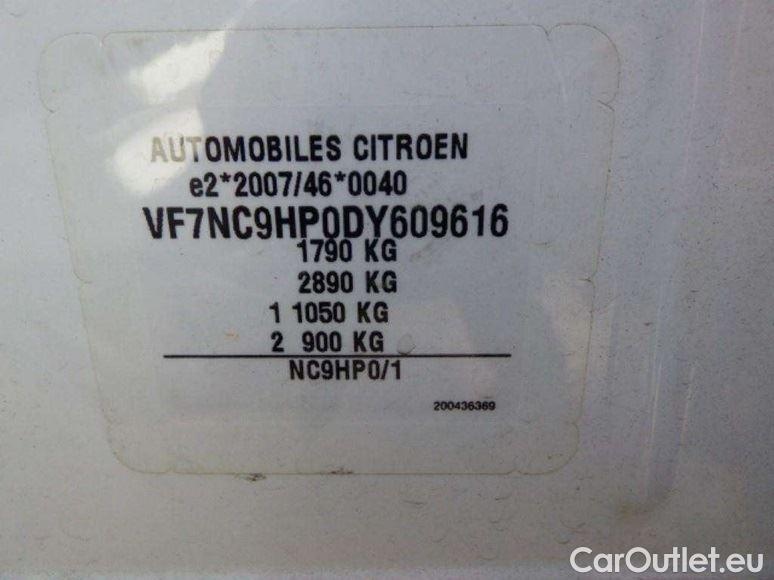 AUTOMOBILES CITROEN
e2*2007/46*0040
VF7NC9HP0DY609616
1790 KG
2890 KG
1 1050 KG
2 900 KG
NC9HP0/1
200436369
CarOutlet.eu